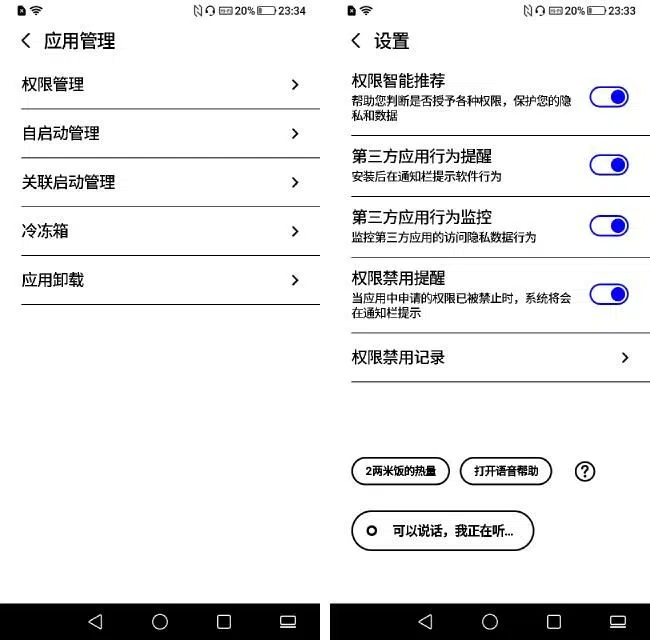 20% 23:34
应用管理
权限管理
自启动管理
关联启动管理
冷冻箱
应用卸载
20% 23:33
设置
权限智能推荐
帮助您判断是否授予各种权限，保护您的隐
私和数据
第三方应用行为提醒
安装后在通知栏提示软件行为
第三方应用行为监控
监控第三方应用的访问隐私数据行为
权限禁用提醒
当应用中申请的权限已被禁止时，系统将会
在通知栏提示
权限禁用记录
2两米饭的热量
打开语音帮助
?
可以说话，我正在听...